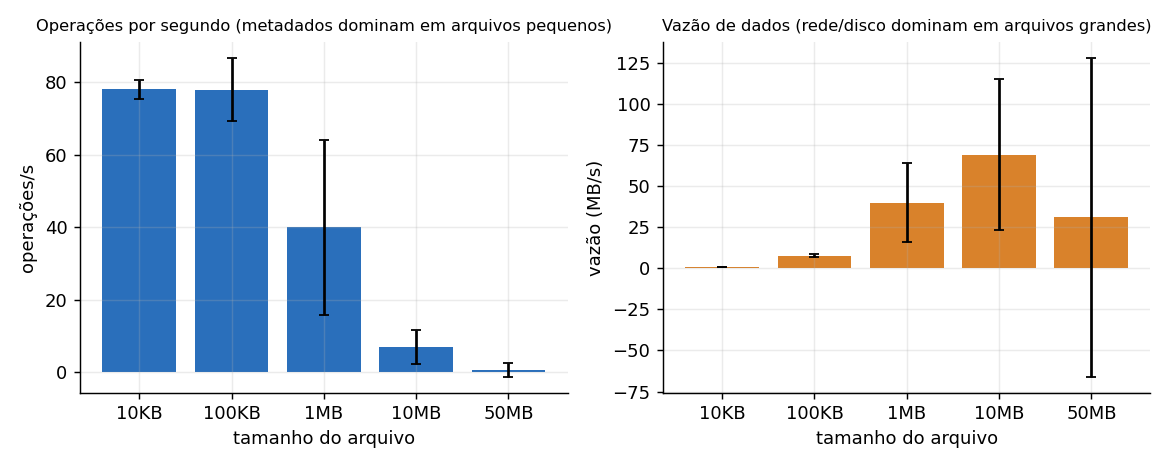 Operações por segundo (metadados dominam em arquivos pequenos)
operações/s
80
60
40
20
0
10KB 100KB 1MB 10MB 50MB
tamanho do arquivo
Vazão de dados (rede/disco dominam em arquivos grandes)
vazão (MB/s)
125
100
75
50
25
0
−25
−50
−75
10KB 100KB 1MB 10MB 50MB
tamanho do arquivo